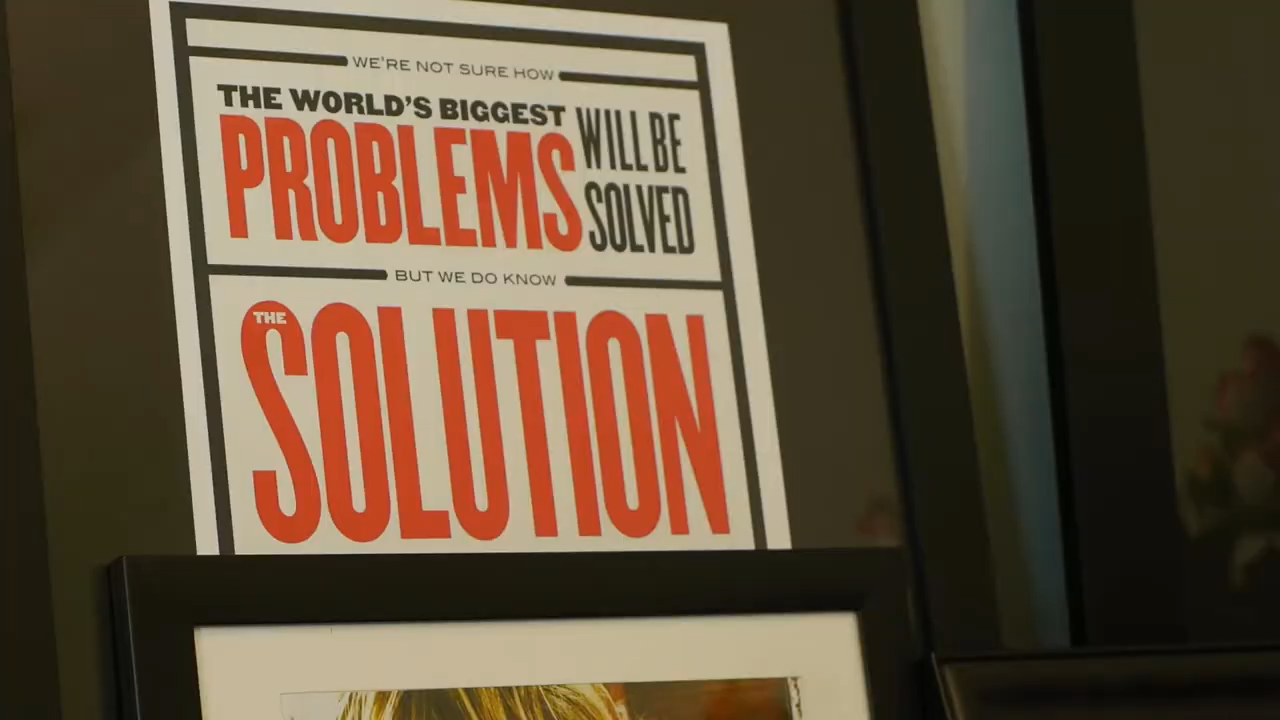 WE'RE NOT SURE HOW
THE WORLD'S BIGGEST
PROBLEMS
WILL BE
SOLVED
BUT WE DO KNOW
THE
SOLUTION